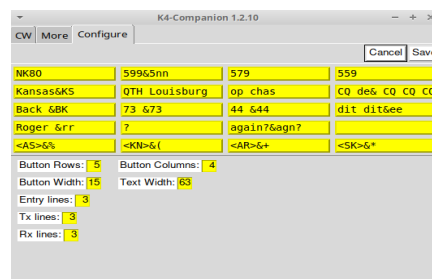 K4-Companion 1.2.10
CW More Configure
Cancel Save
NK8O 599&5nn 579 559
Kansas&KS QTH Louisburg op chas CQ de& CQ CQ CQ
Back &BK 73 &73 44 &44 dit dit&ee
Roger &rr ? again?&agn?
<AS>&% <KN>&( <AR>&+ <SK>&*
Button Rows: 5 Button Columns: 4
Button Width: 15 Text Width: 63
Entry lines: 3
Tx lines: 3
Rx lines: 3